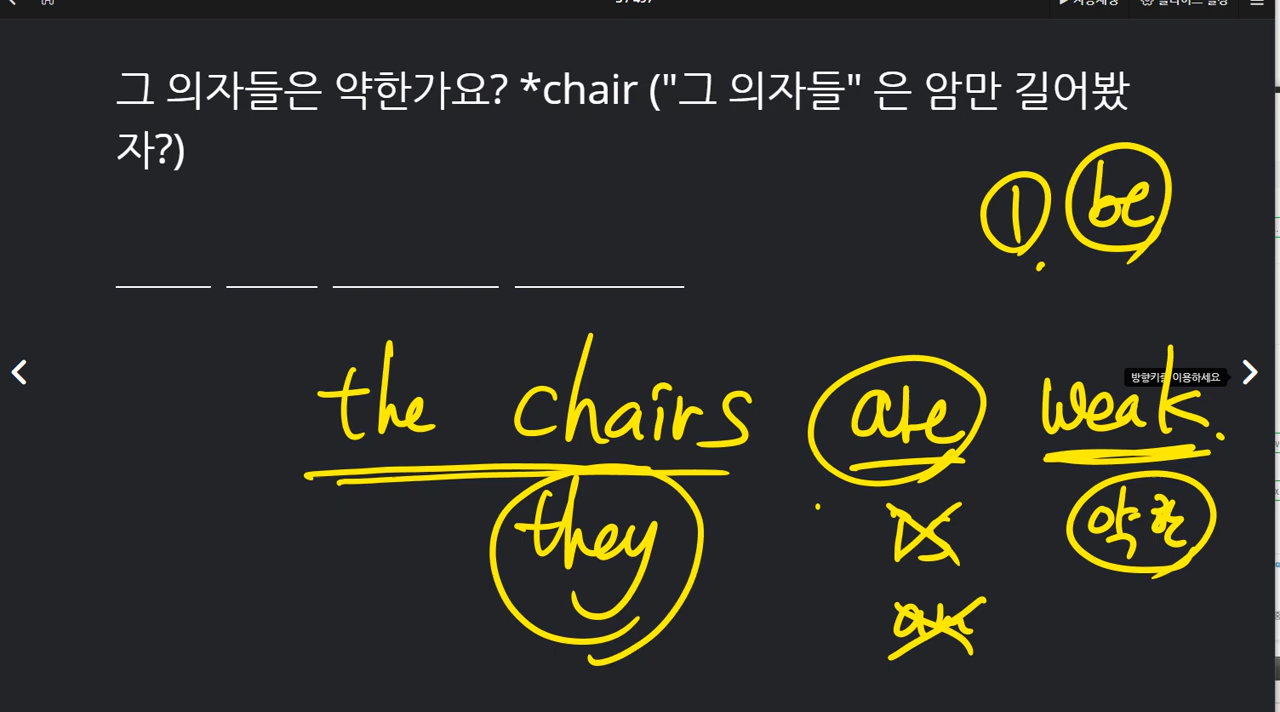 그 의자들은 약한가요? *chair ("그 의자들" 은 암만 길어봤
자?)
① be
the chairs are weak.
방향키를 이용하세요
they is 약한
am